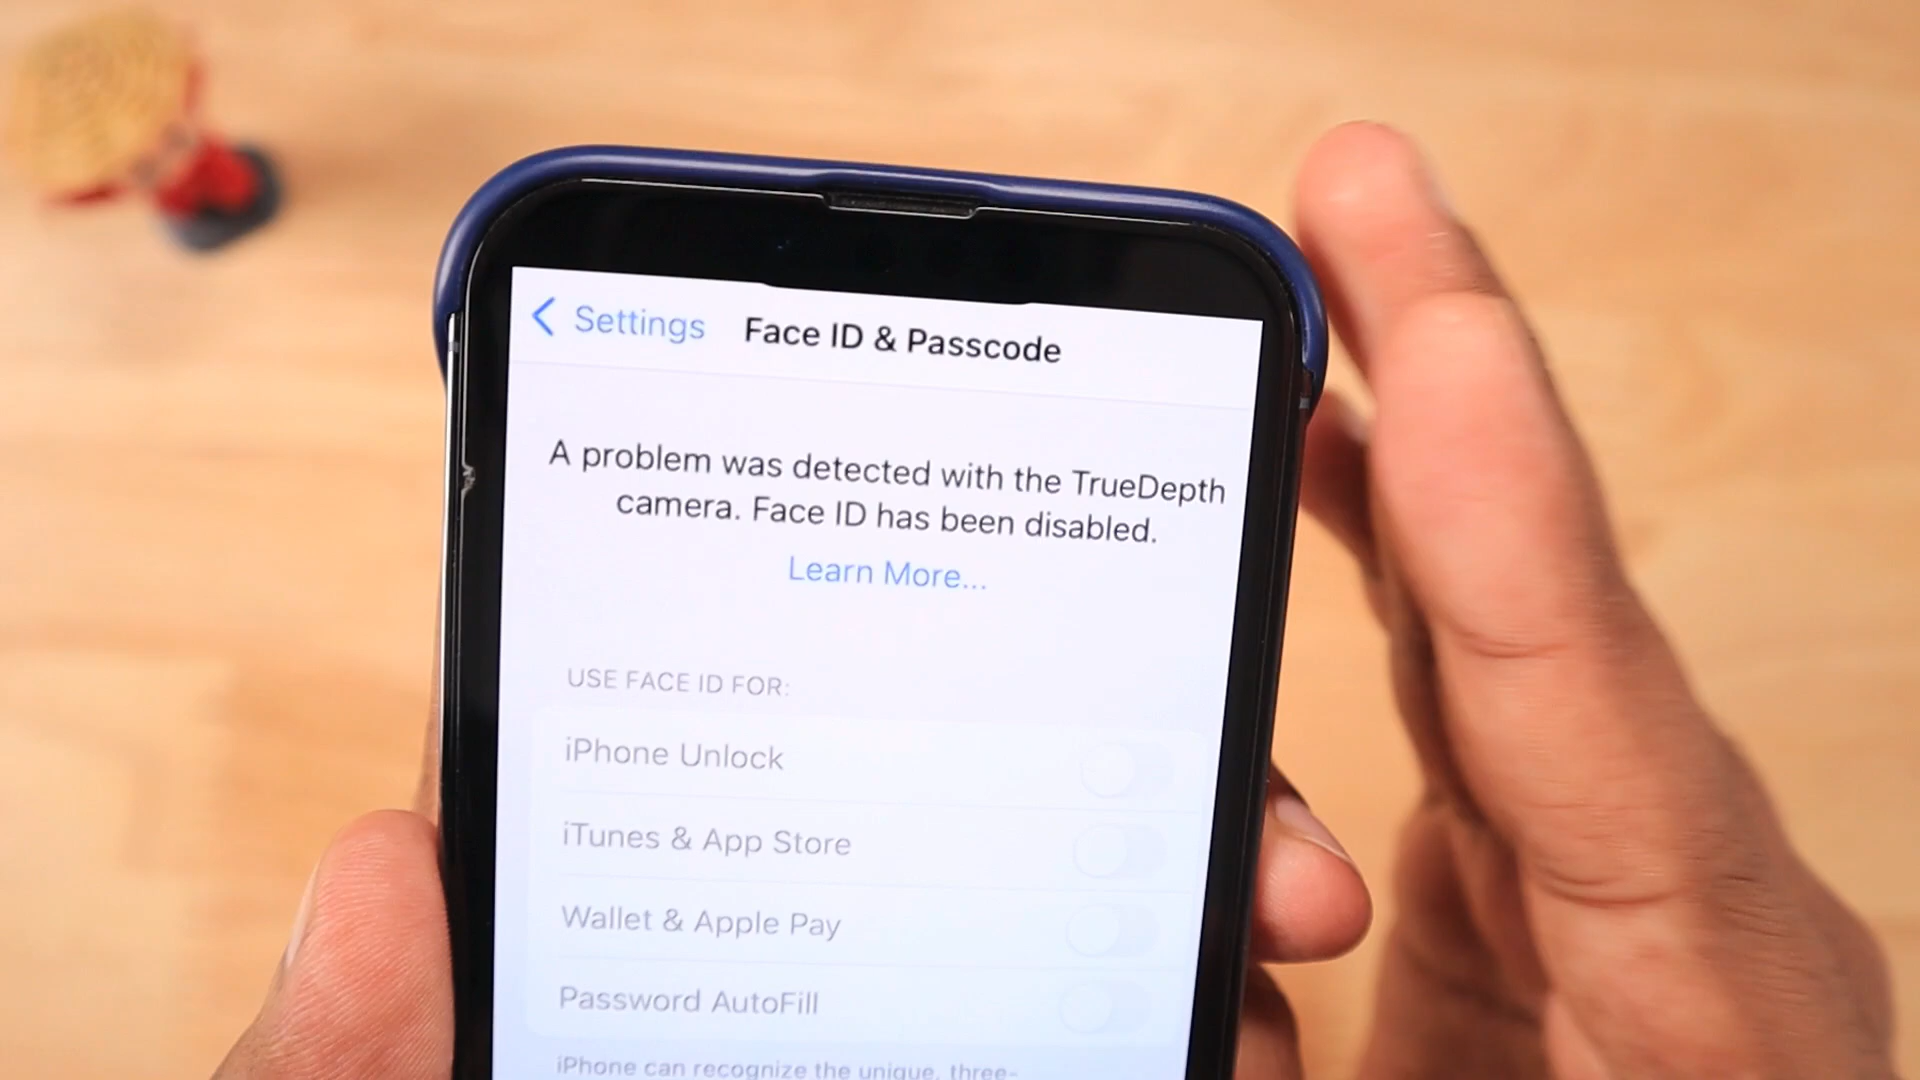 Settings
Face ID & Passcode
A problem was detected with the TrueDepth
camera. Face ID has been disabled.
Learn More...
USE FACE ID FOR:
iPhone Unlock
iTunes & App Store
Wallet & Apple Pay
Password AutoFill
iPhone can recognize the unique, three-